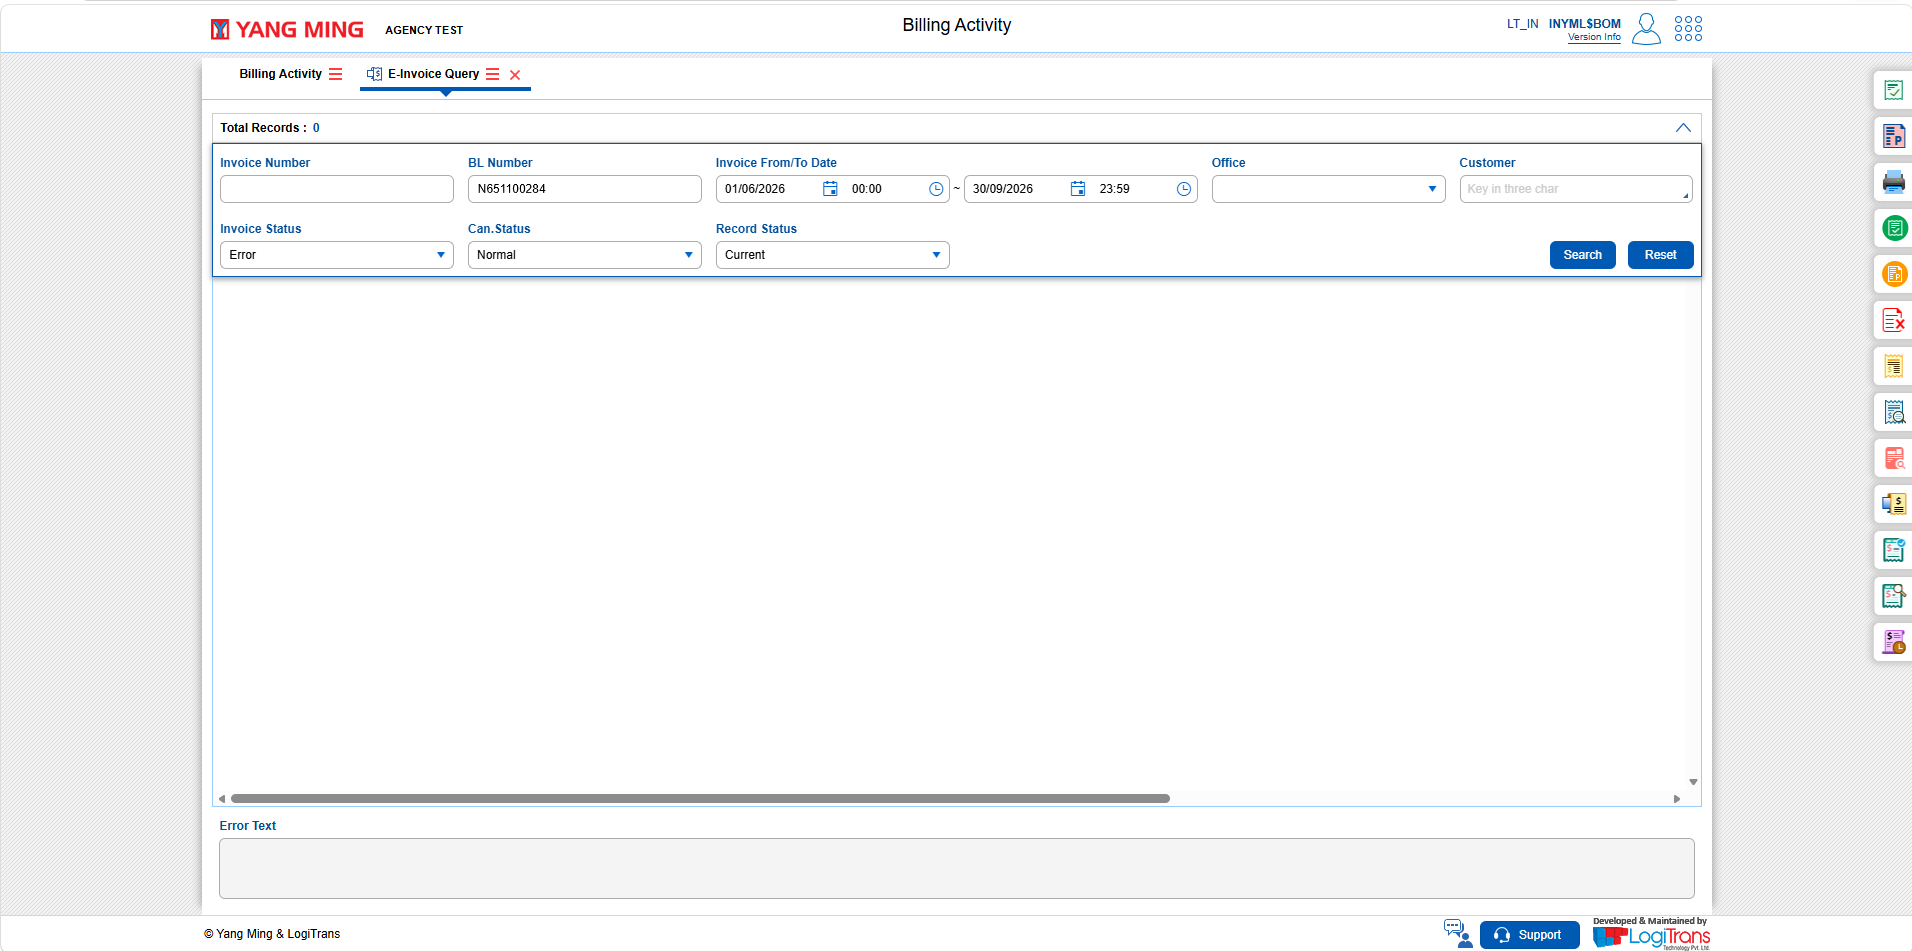 YANG MING AGENCY TEST
Billing Activity
LT_IN INYML$BOM
Version Info
Billing Activity
E-Invoice Query
Total Records : 0
Invoice Number
BL Number
Invoice From/To Date
Office
Customer
N651100284
01/06/2026 00:00 ~ 30/09/2026 23:59
Key in three char
Invoice Status
Can.Status
Record Status
Error
Normal
Current
Search
Reset
Error Text
© Yang Ming & LogiTrans
Support
Developed & Maintained by
LogiTrans
Technology Pvt. Ltd.